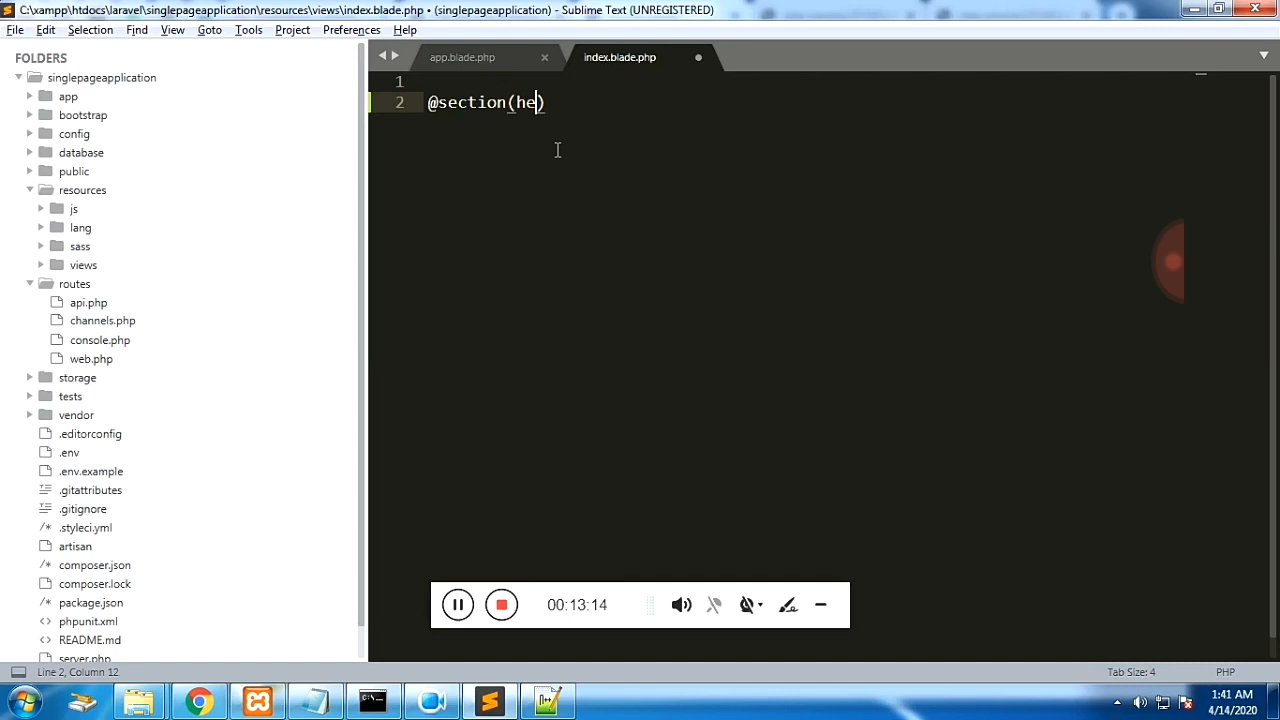 C:\xampp\htdocs\laravel\singlepageapplication\resources\views\index.blade.php • (singlepageapplication) - Sublime Text (UNREGISTERED)
File Edit Selection Find View Goto Tools Project Preferences Help
FOLDERS
singlepageapplication
app
bootstrap
config
database
public
resources
js
lang
sass
views
routes
api.php
channels.php
console.php
web.php
storage
tests
vendor
.editorconfig
.env
.env.example
.gitattributes
.gitignore
/* .styleci.yml
artisan
/* composer.json
composer.lock
/* package.json
<> phpunit.xml
<> README.md
server.php
app.blade.php
index.blade.php
1
2 @section(he)
00:13:14
Line 2, Column 12
Tab Size: 4
PHP
1:41 AM
4/14/2020